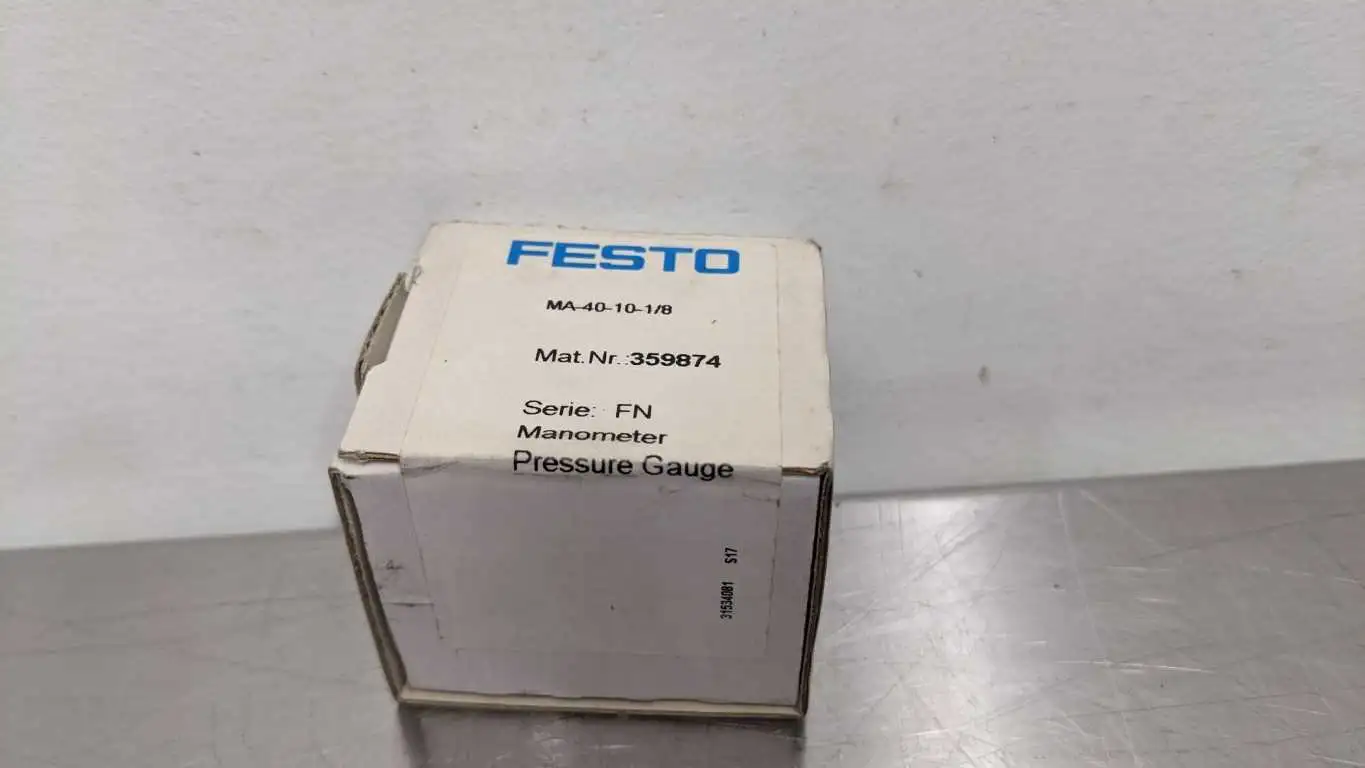 FESTO
MA-40-10-1/8
Mat.Nr.:359874
Serie: FN
Manometer
Pressure Gauge
31534081 S17